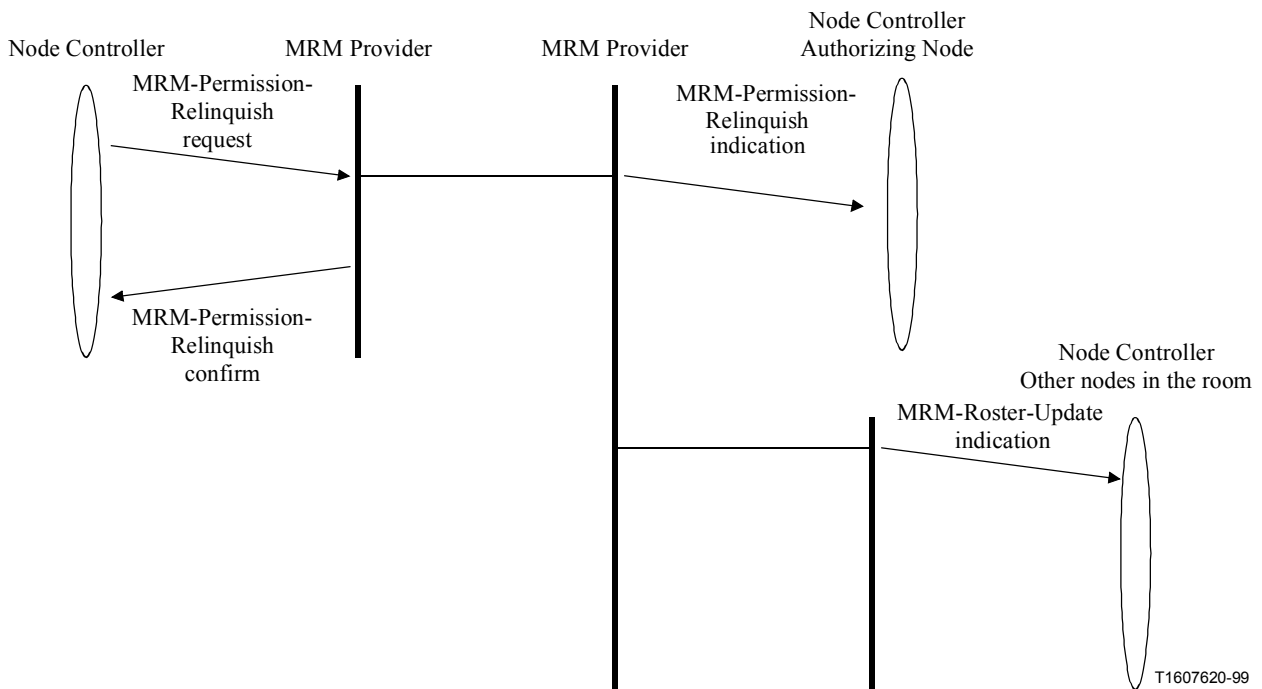 Node Controller
MRM Provider
MRM Provider
Node Controller
Authorizing Node
MRM-Permission-
Relinquish
request
MRM-Permission-
Relinquish
indication
MRM-Permission-
Relinquish
confirm
Node Controller
Other nodes in the room
MRM-Roster-Update
indication
T1607620-99